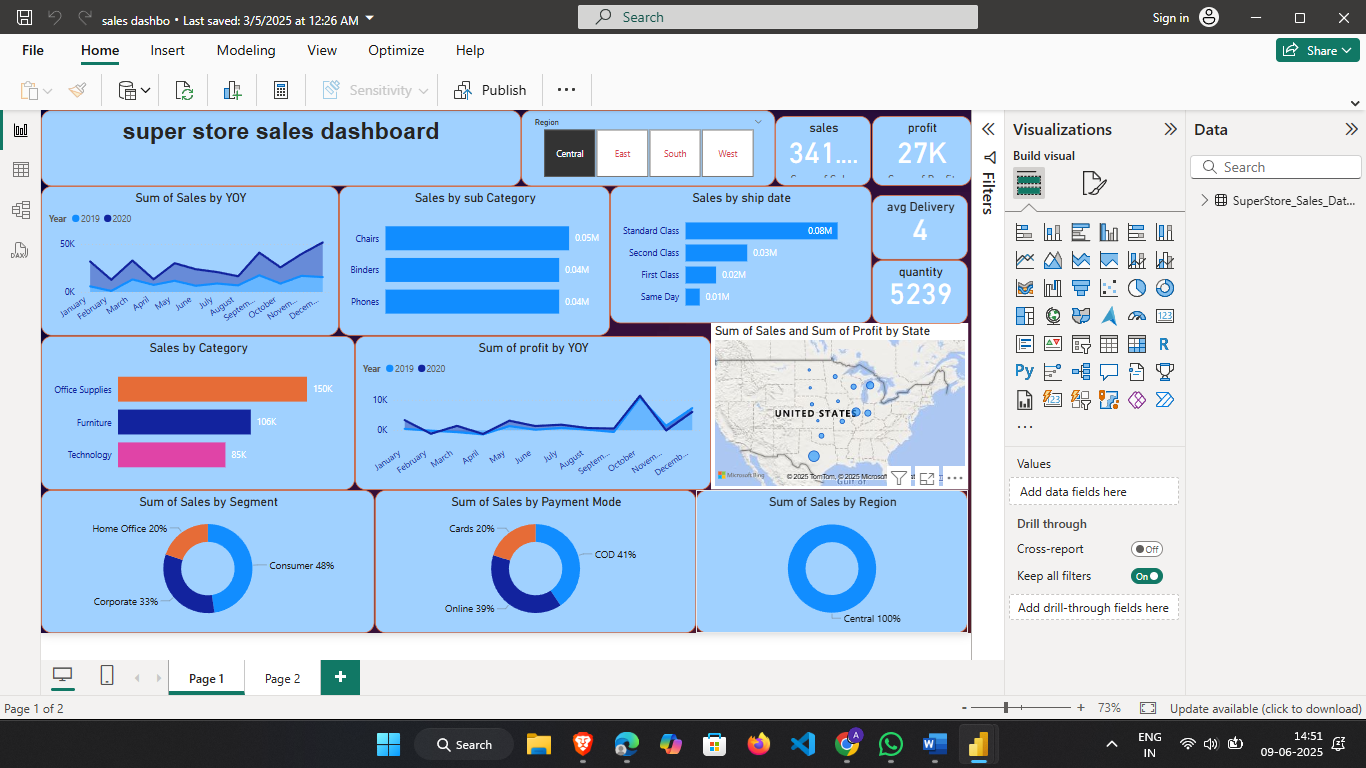 sales dashbo • Last saved: 3/5/2025 at 12:26 AM
Search
Sign in
File
Home
Insert
Modeling
View
Optimize
Help
Share
Sensitivity
Publish
super store sales dashboard
Region
Central
East
South
West
sales
341....
profit
27K
Sum of Sales by YOY
Year 2019 2020
50K
0K
January
February
March
April
May
June
July
August
Septem...
October
Novem...
Decem...
Sales by sub Category
Chairs 0.05M
Binders 0.04M
Phones 0.04M
Sales by ship date
Standard Class 0.08M
Second Class 0.03M
First Class 0.02M
Same Day 0.01M
avg Delivery
4
quantity
5239
Sales by Category
Office Supplies 150K
Furniture 106K
Technology 85K
Sum of profit by YOY
Year 2019 2020
10K
0K
January
February
March
April
May
June
July
August
Septem...
October
Novem...
Decemb...
Sum of Sales and Sum of Profit by State
UNITED STATES
Microsoft Bing
© 2025 TomTom, © 2025 Microsoft
Sum of Sales by Segment
Home Office 20%
Consumer 48%
Corporate 33%
Sum of Sales by Payment Mode
Cards 20%
COD 41%
Online 39%
Sum of Sales by Region
Central 100%
Filters
Visualizations
Build visual
123
R
Py
123
...
Values
Add data fields here
Drill through
Cross-report
Off
Keep all filters
On
Add drill-through fields here
Data
Search
SuperStore_Sales_Dat...
DAX
Page 1
Page 2
+
Page 1 of 2
- + 73%
Update available (click to download)
Search
A
W
ENG
IN
14:51
09-06-2025